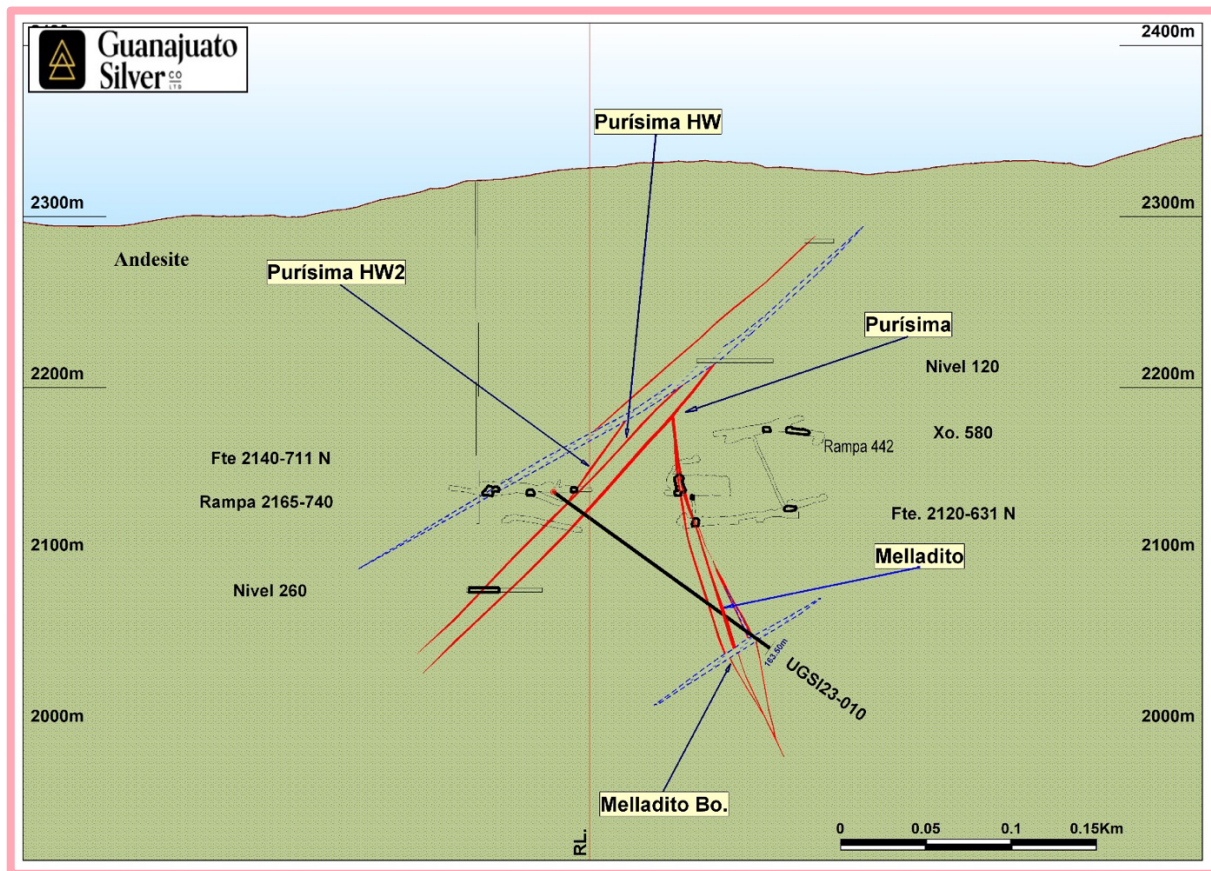 2400m
2400m
Guanajuato
Silver CO
LTD
Purísima HW
2300m
2300m
Andesite
Purísima HW2
Purísima
Nivel 120
2200m
2200m
Xo. 580
Rampa 442
Fte 2140-711 N
Rampa 2165-740
Fte. 2120-631 N
2100m
2100m
Melladito
Nivel 260
163.50m
UGSI23-010
2000m
2000m
Melladito Bo.
RL.
0 0.05 0.1 0.15Km